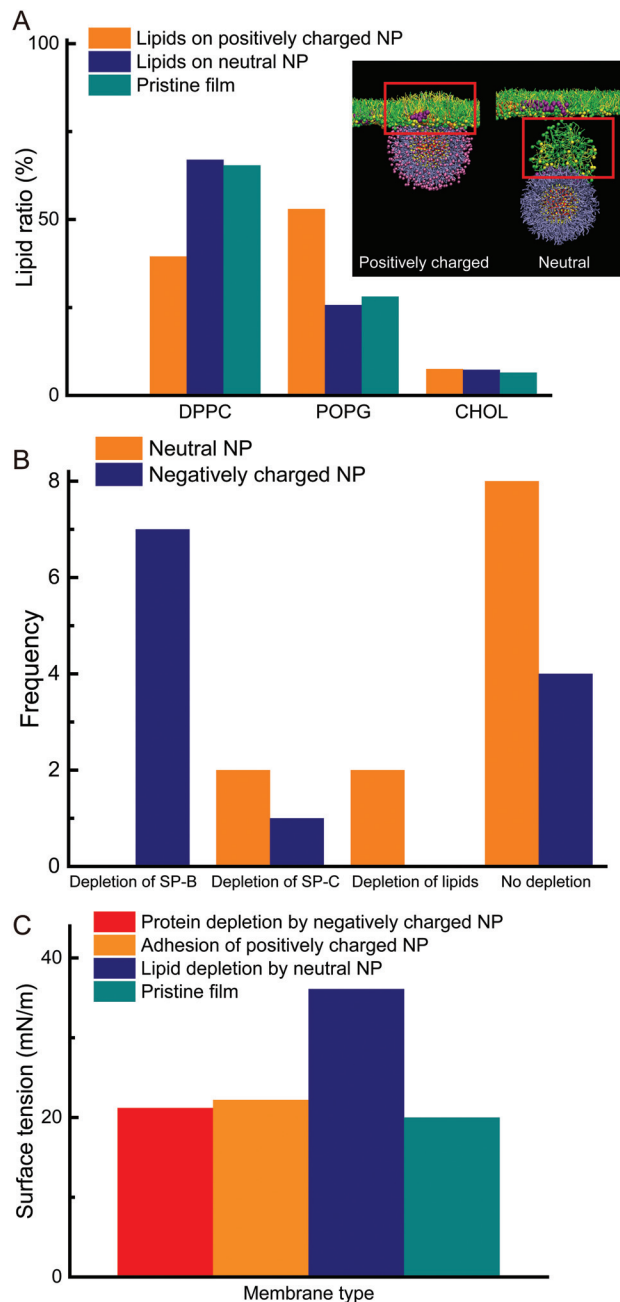 A
Lipids on positively charged NP
Lipids on neutral NP
Pristine film
100
50
0
Lipid ratio (%)
Positively charged
Neutral
DPPC
POPG
CHOL
B
Neutral NP
Negatively charged NP
8
6
4
2
0
Frequency
Depletion of SP-B
Depletion of SP-C
Depletion of lipids
No depletion
C
Protein depletion by negatively charged NP
Adhesion of positively charged NP
Lipid depletion by neutral NP
Pristine film
40
20
0
Surface tension (mN/m)
Membrane type